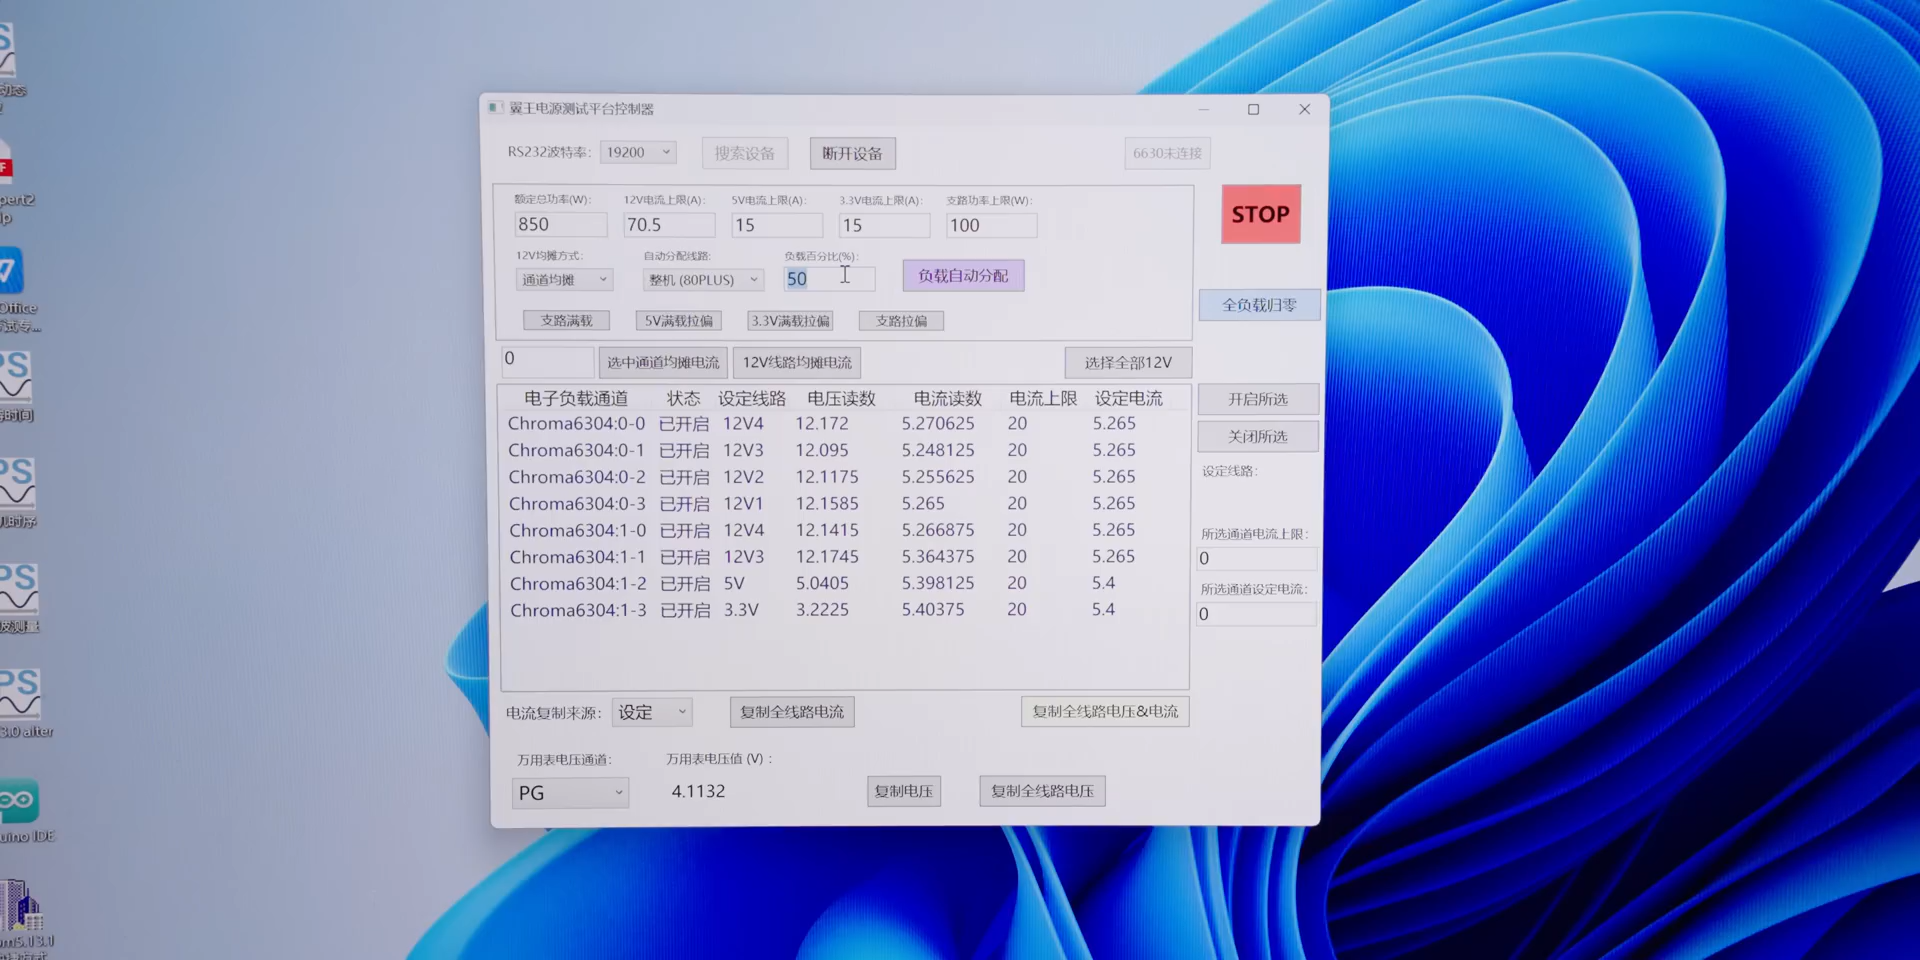 翼王电源测试平台控制器
RS232波特率: 19200 搜索设备 断开设备 6630未连接
额定总功率(W): 12V电流上限(A): 5V电流上限(A): 3.3V电流上限(A): 支路功率上限(W):
850 70.5 15 15 100
STOP
12V均摊方式: 自动分配线路: 负载百分比(%):
通道均摊 整机 (80PLUS) 50 负载自动分配
全负载归零
支路满载 5V满载拉偏 3.3V满载拉偏 支路拉偏
0 选中通道均摊电流 12V线路均摊电流 选择全部12V
电子负载通道 状态 设定线路 电压读数 电流读数 电流上限 设定电流
Chroma6304:0-0 已开启 12V4 12.172 5.270625 20 5.265
Chroma6304:0-1 已开启 12V3 12.095 5.248125 20 5.265
Chroma6304:0-2 已开启 12V2 12.1175 5.255625 20 5.265
Chroma6304:0-3 已开启 12V1 12.1585 5.265 20 5.265
Chroma6304:1-0 已开启 12V4 12.1415 5.266875 20 5.265
Chroma6304:1-1 已开启 12V3 12.1745 5.364375 20 5.265
Chroma6304:1-2 已开启 5V 5.0405 5.398125 20 5.4
Chroma6304:1-3 已开启 3.3V 3.2225 5.40375 20 5.4
开启所选
关闭所选
设定线路:
所选通道电流上限:
0
所选通道设定电流:
0
电流复制来源: 设定 复制全线路电流 复制全线路电压&电流
万用表电压通道: 万用表电压值 (V) :
PG 4.1132 复制电压 复制全线路电压
动态
Office
时间
时序
测量
3.0 alter
uino IDE
5.13.1